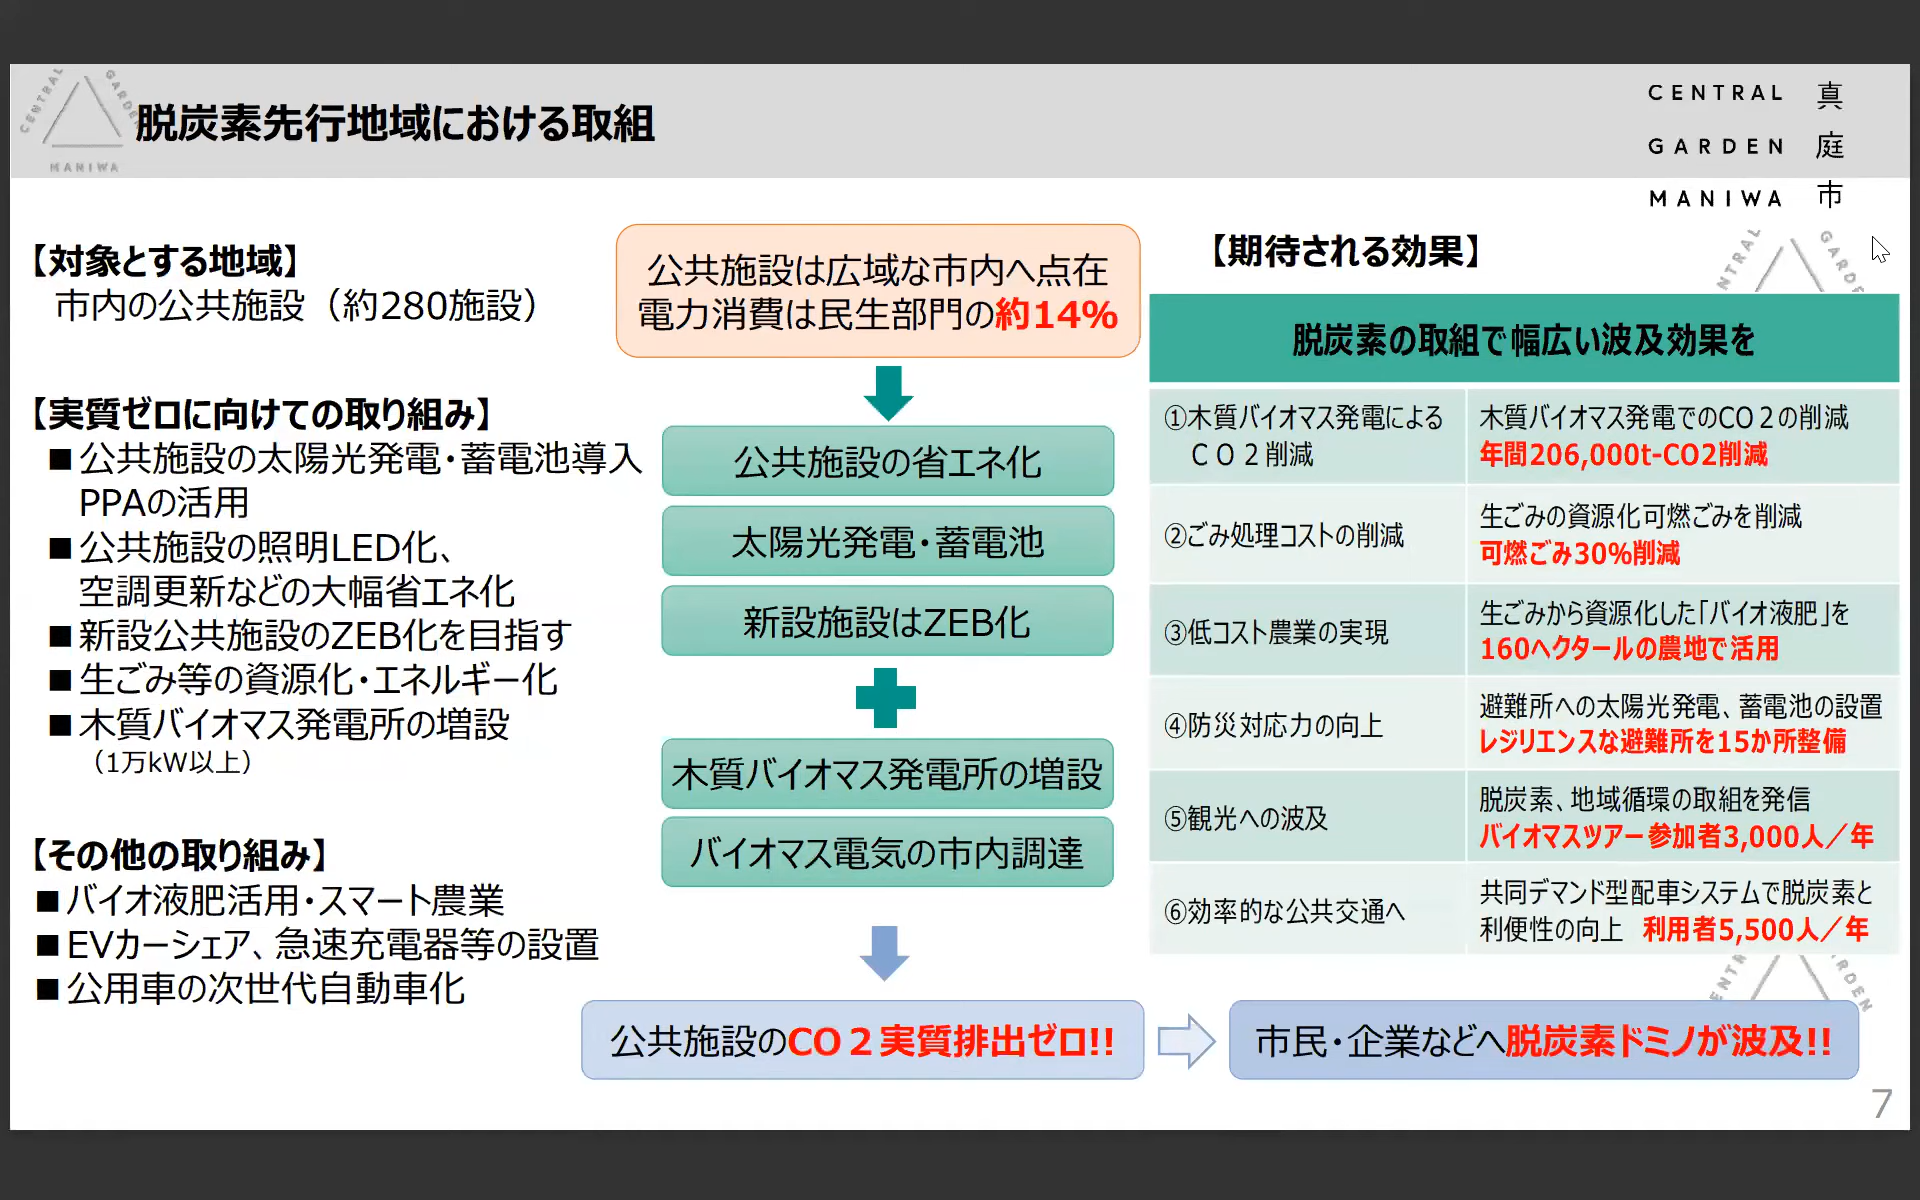 脱炭素先行地域における取組
CENTRAL
GARDEN
MANIWA
真庭市
CENTRAL GARDEN MANIWA
【対象とする地域】
市内の公共施設（約280施設）
【実質ゼロに向けての取り組み】
■公共施設の太陽光発電・蓄電池導入
PPAの活用
■公共施設の照明LED化、
空調更新などの大幅省エネ化
■新設公共施設のZEB化を目指す
■生ごみ等の資源化・エネルギー化
■木質バイオマス発電所の増設
（1万kW以上）
【その他の取り組み】
■バイオ液肥活用・スマート農業
■EVカーシェア、急速充電器等の設置
■公用車の次世代自動車化
公共施設は広域な市内へ点在
電力消費は民生部門の約14%
公共施設の省エネ化
太陽光発電・蓄電池
新設施設はZEB化
木質バイオマス発電所の増設
バイオマス電気の市内調達
公共施設のCO２実質排出ゼロ!!
【期待される効果】
脱炭素の取組で幅広い波及効果を
①木質バイオマス発電による
ＣＯ２削減
木質バイオマス発電でのCO２の削減
年間206,000t-CO2削減
②ごみ処理コストの削減
生ごみの資源化可燃ごみを削減
可燃ごみ30%削減
③低コスト農業の実現
生ごみから資源化した「バイオ液肥」を
160ヘクタールの農地で活用
④防災対応力の向上
避難所への太陽光発電、蓄電池の設置
レジリエンスな避難所を15か所整備
⑤観光への波及
脱炭素、地域循環の取組を発信
バイオマスツアー参加者3,000人／年
⑥効率的な公共交通へ
共同デマンド型配車システムで脱炭素と
利便性の向上 利用者5,500人／年
市民・企業などへ脱炭素ドミノが波及!!
7